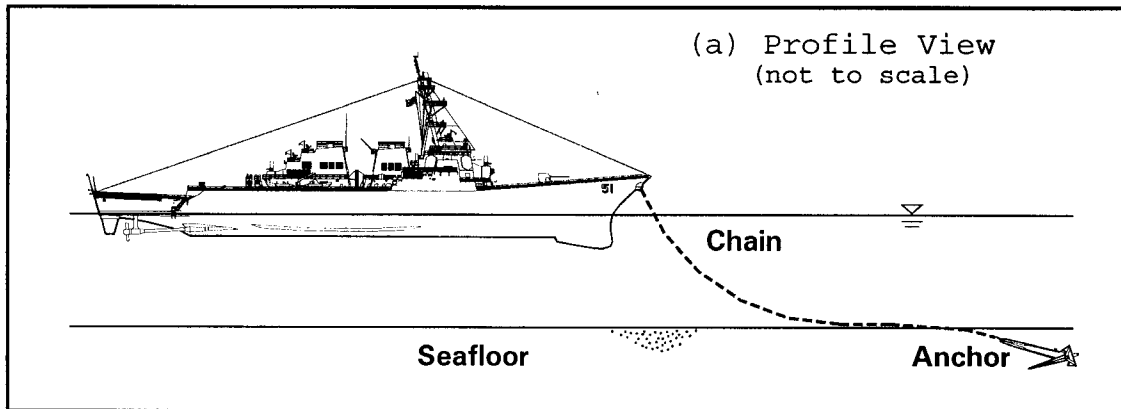 (a) Profile View
(not to scale)
51
Chain
Seafloor
Anchor